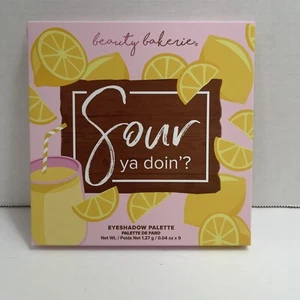 beauty bakerie®
Sour
ya doin'?
EYESHADOW PALETTE
PALETTE DE FARD
Net Wt. / Poids Net 1.27 g / 0.04 oz x 9